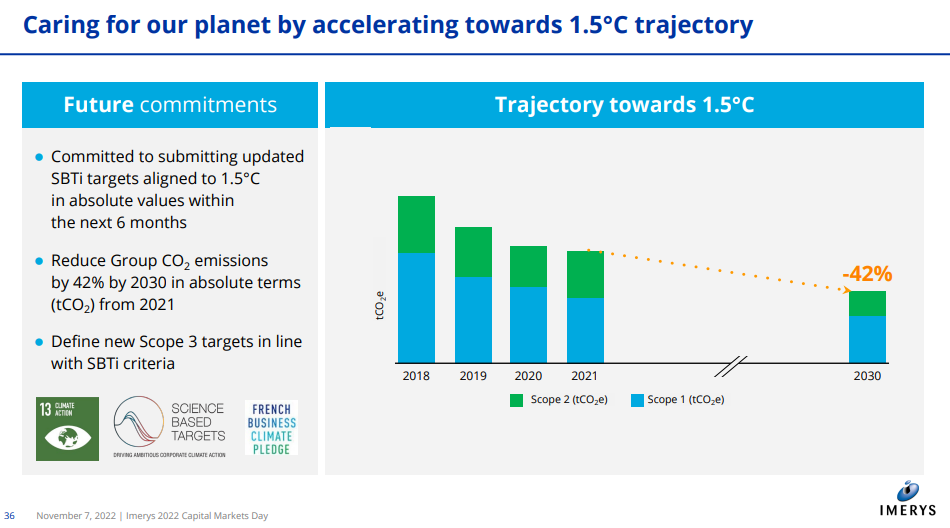 Caring for our planet by accelerating towards 1.5°C trajectory
Future commitments
Committed to submitting updated
SBTi targets aligned to 1.5°C
in absolute values within
the next 6 months
Reduce Group CO₂ emissions
by 42% by 2030 in absolute terms
(tCO₂) from 2021
Define new Scope 3 targets in line
with SBTi criteria
13 CLIMATE
ACTION
SCIENCE
BASED
TARGETS
DRIVING AMBITIOUS CORPORATE CLIMATE ACTION
FRENCH
BUSINESS
CLIMATE
PLEDGE
Trajectory towards 1.5°C
tCO₂e
-42%
2018 2019 2020 2021 2030
Scope 2 (tCO₂e) Scope 1 (tCO₂e)
36 November 7, 2022 | Imerys 2022 Capital Markets Day
IMERYS